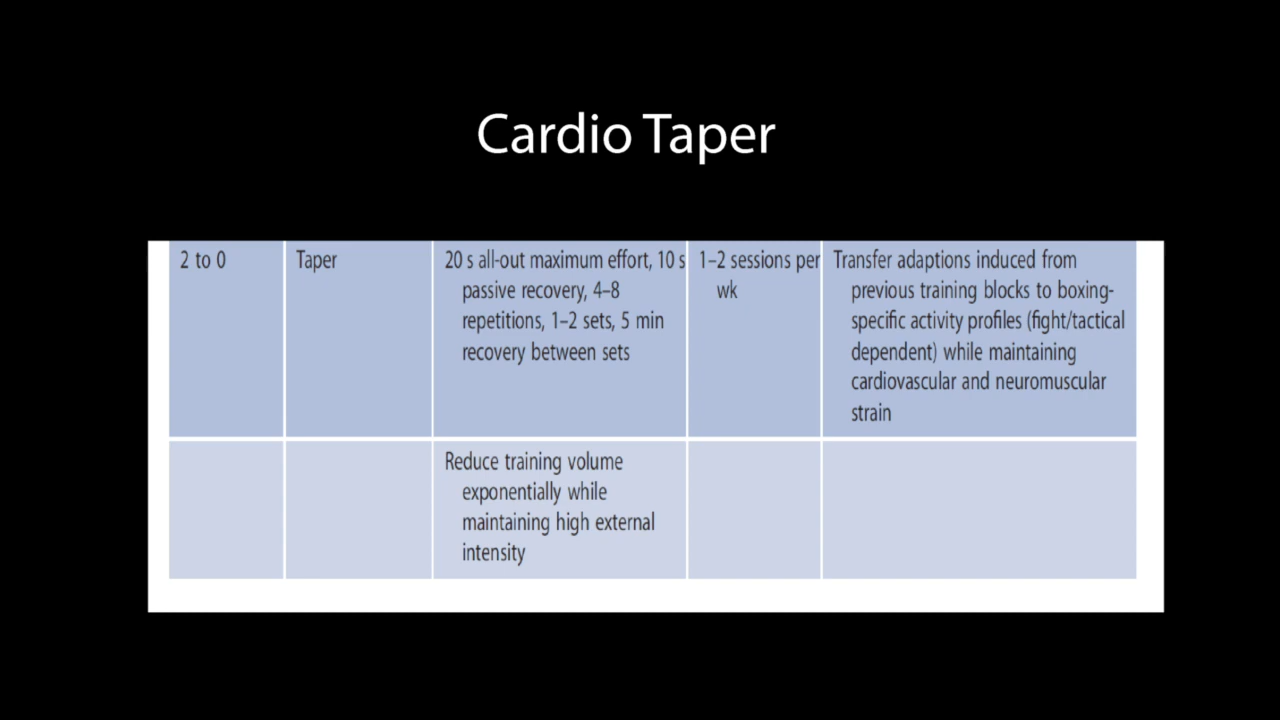 Cardio Taper
2 to 0
Taper
20 s all-out maximum effort, 10 s
passive recovery, 4–8
repetitions, 1–2 sets, 5 min
recovery between sets
1–2 sessions per
wk
Transfer adaptions induced from
previous training blocks to boxing-
specific activity profiles (fight/tactical
dependent) while maintaining
cardiovascular and neuromuscular
strain
Reduce training volume
exponentially while
maintaining high external
intensity